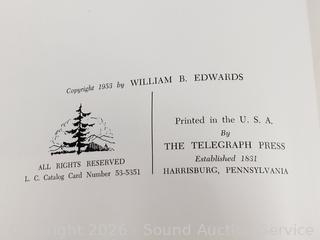 Copyright 1953 by WILLIAM B. EDWARDS
ALL RIGHTS RESERVED
L. C. Catalog Card Number 53-5351
Printed in the U. S. A.
By
THE TELEGRAPH PRESS
Established 1831
HARRISBURG, PENNSYLVANIA
Copyright 2026 - Sound Auction Service